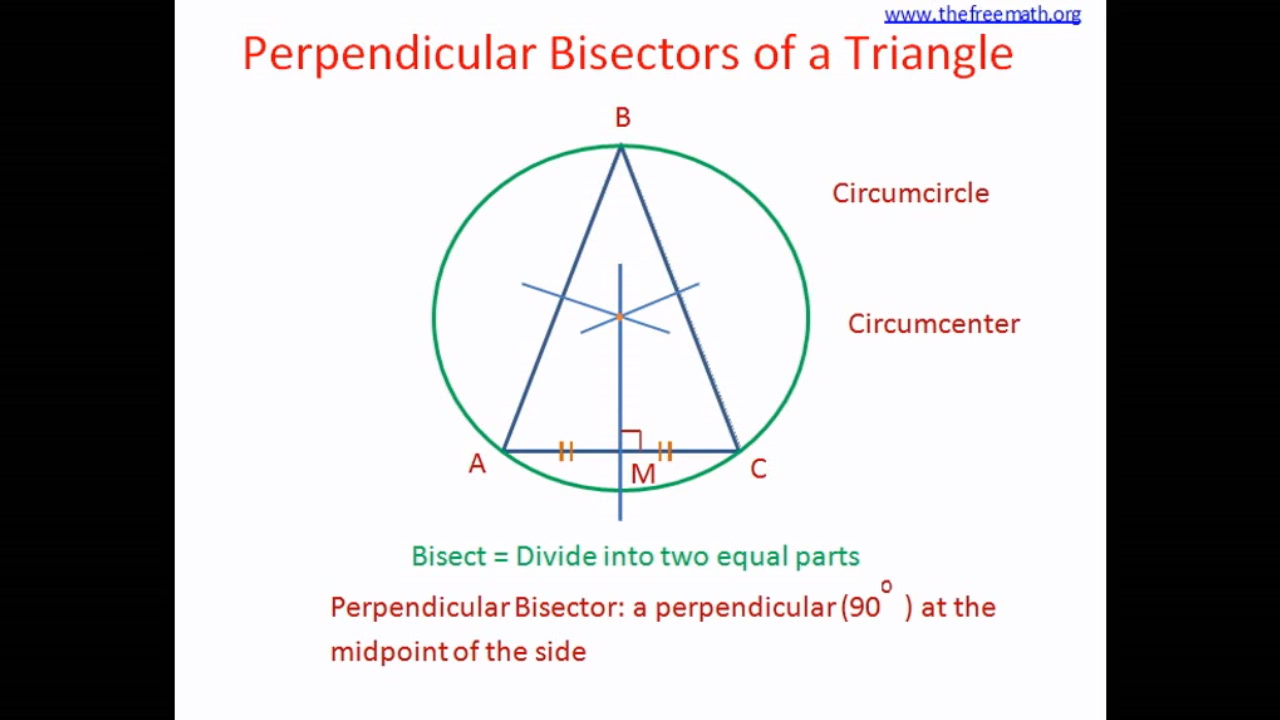 www.thefreemath.org
Perpendicular Bisectors of a Triangle
B
Circumcircle
Circumcenter
A
M
C
Bisect = Divide into two equal parts
Perpendicular Bisector: a perpendicular (90° ) at the
midpoint of the side